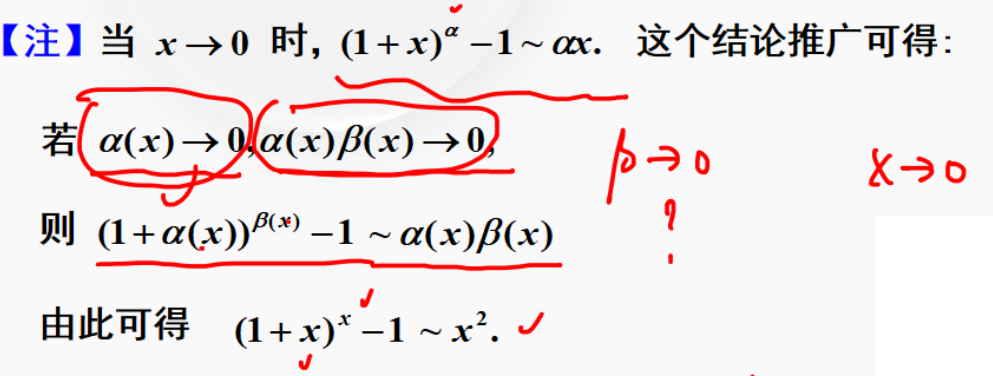 【注】当 x→0 时, (1+x)^α −1 ~ αx. 这个结论推广可得:
若 α(x)→0, α(x)β(x)→0,
β→0
x→0
则 (1+α(x))^β(x) −1 ~ α(x)β(x)
?
由此可得 (1+x)^x −1 ~ x².